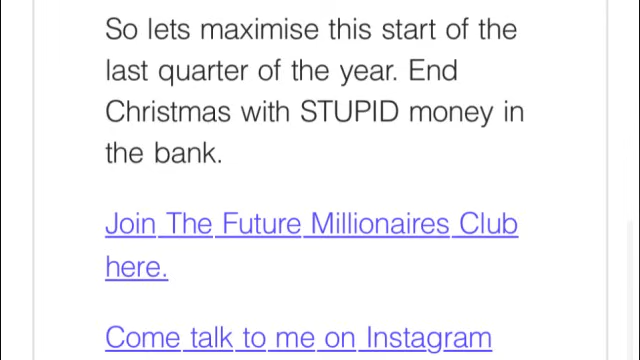 So lets maximise this start of the
last quarter of the year. End
Christmas with STUPID money in
the bank.
Join The Future Millionaires Club
here.
Come talk to me on Instagram